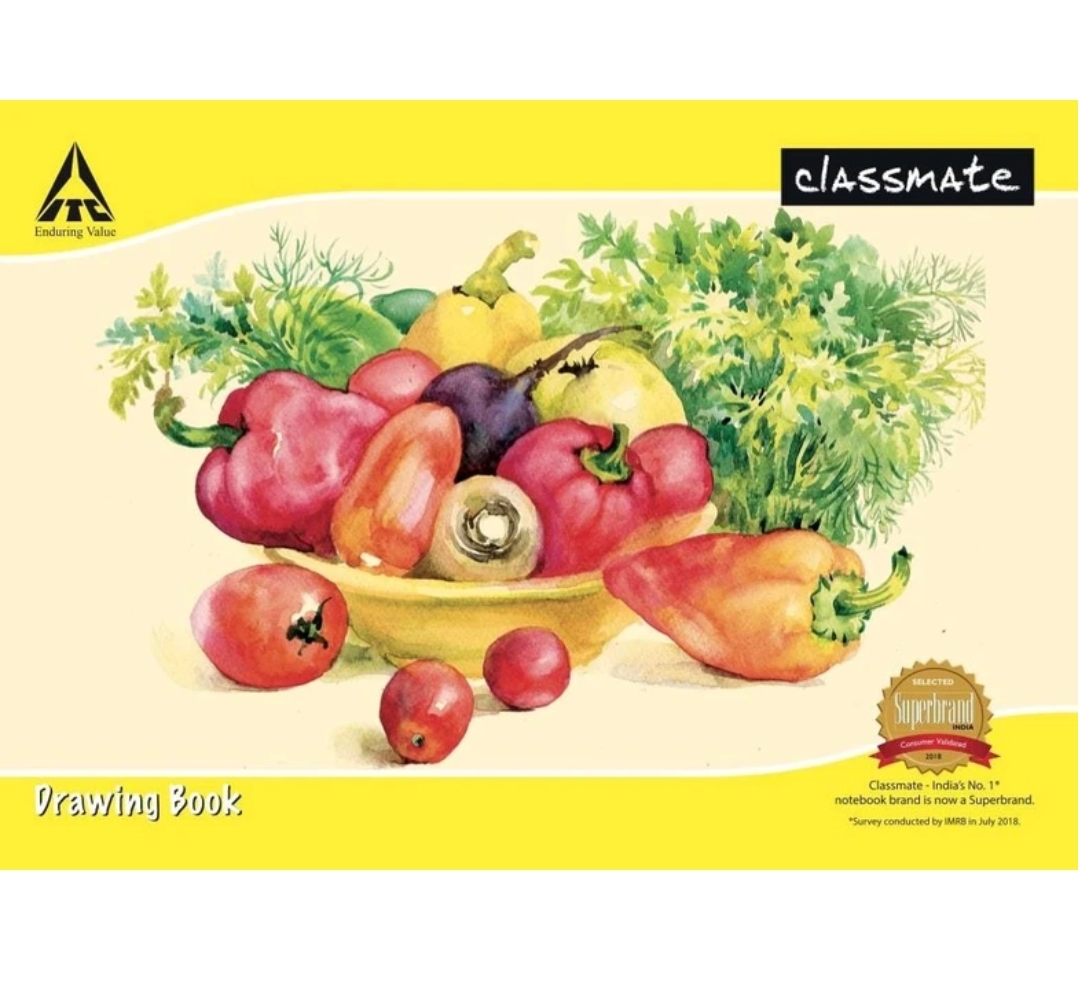 ITC
Enduring Value
classmate
SELECTED
Superbrand
INDIA
Consumer Validated
2018
Drawing Book
Classmate - India's No. 1*
notebook brand is now a Superbrand.
*Survey conducted by IMRB in July 2018.